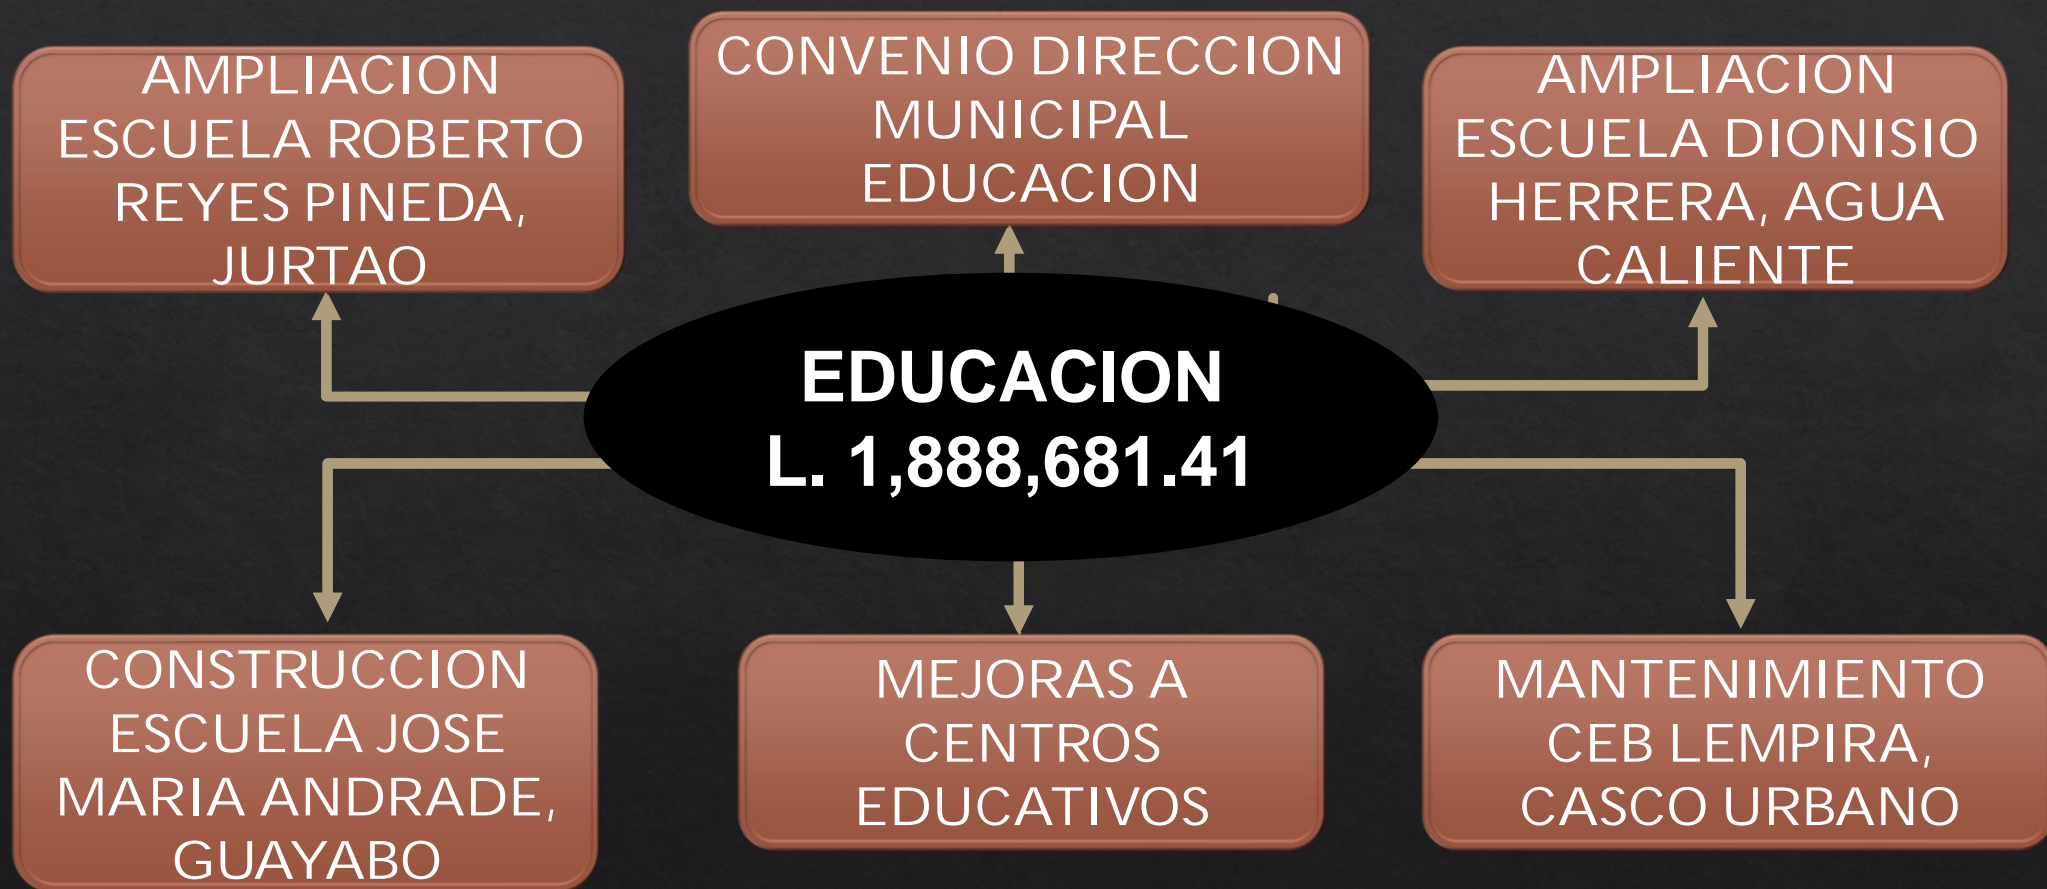 AMPLIACION
ESCUELA ROBERTO
REYES PINEDA,
JURTAO
CONVENIO DIRECCION
MUNICIPAL
EDUCACION
AMPLIACION
ESCUELA DIONISIO
HERRERA, AGUA
CALIENTE
EDUCACION
L. 1,888,681.41
CONSTRUCCION
ESCUELA JOSE
MARIA ANDRADE,
GUAYABO
MEJORAS A
CENTROS
EDUCATIVOS
MANTENIMIENTO
CEB LEMPIRA,
CASCO URBANO